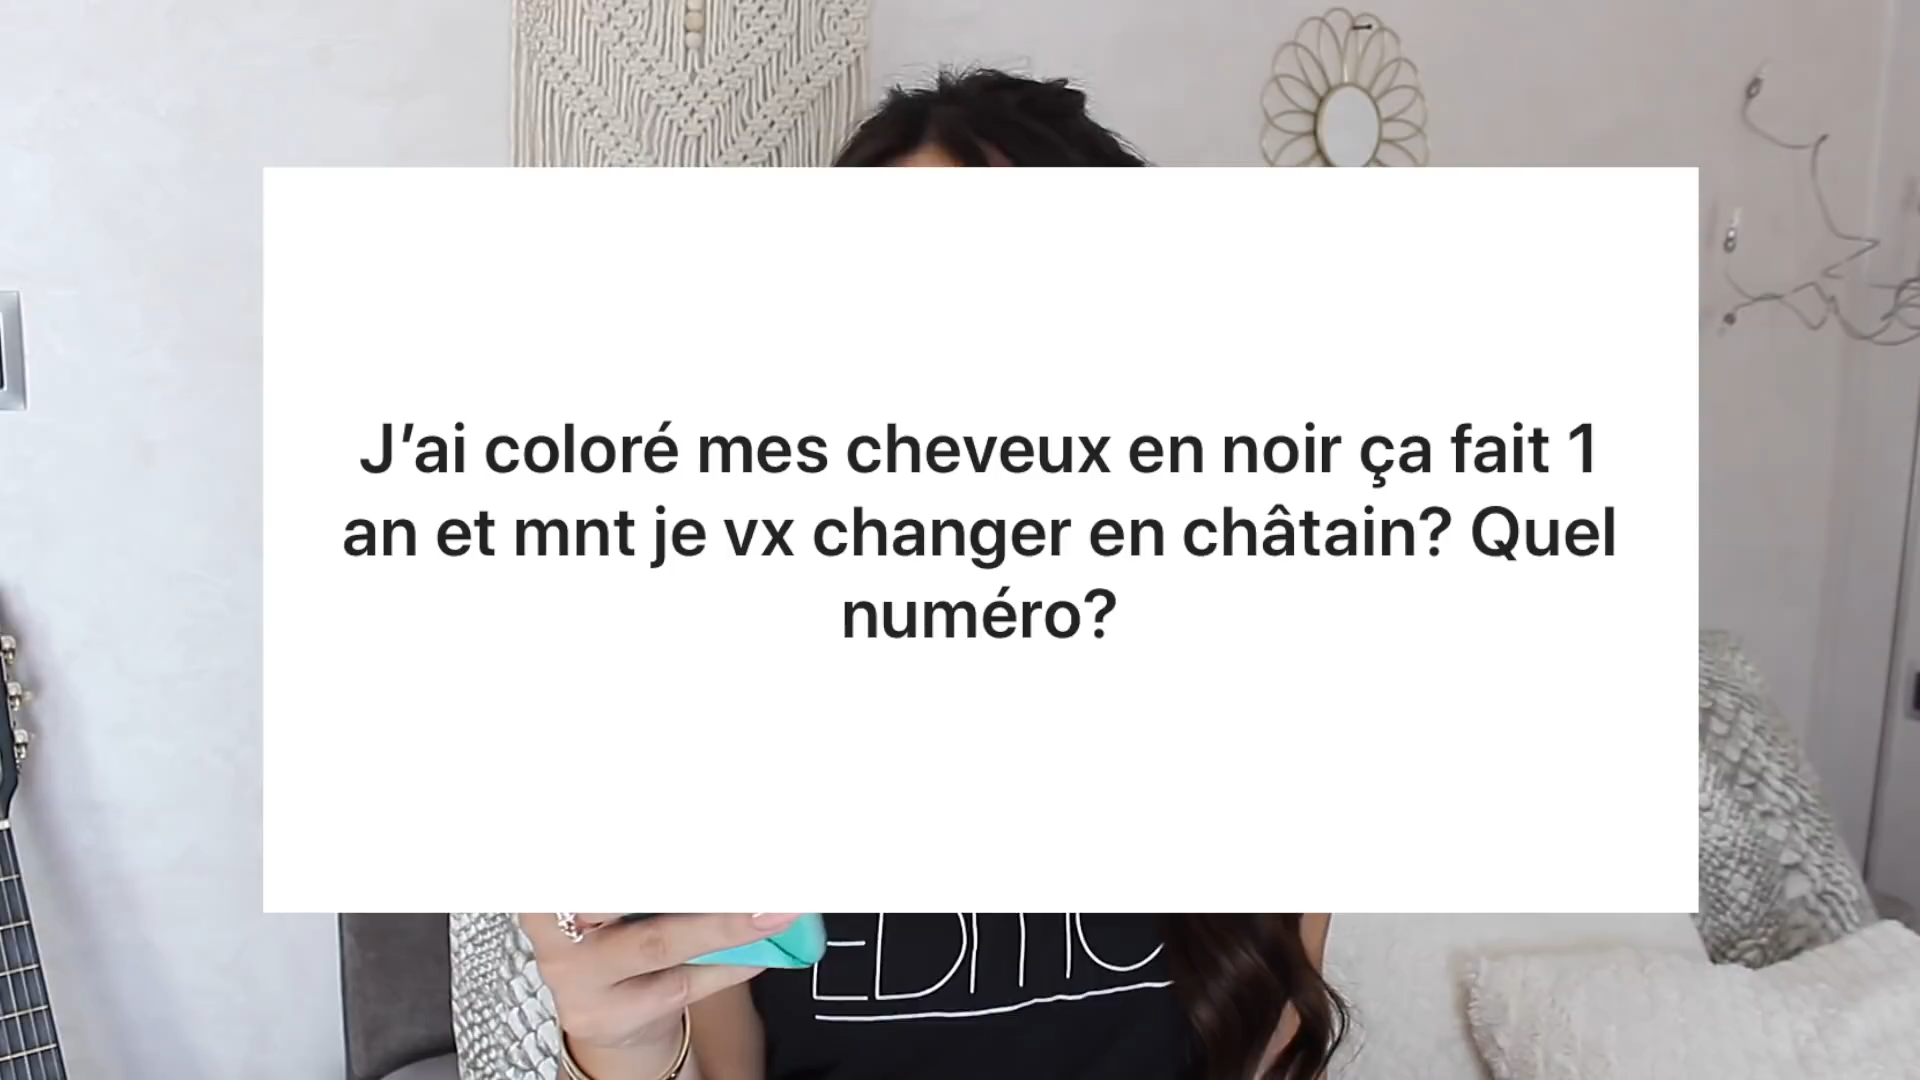 J’ai coloré mes cheveux en noir ça fait 1
an et mnt je vx changer en châtain? Quel
numéro?